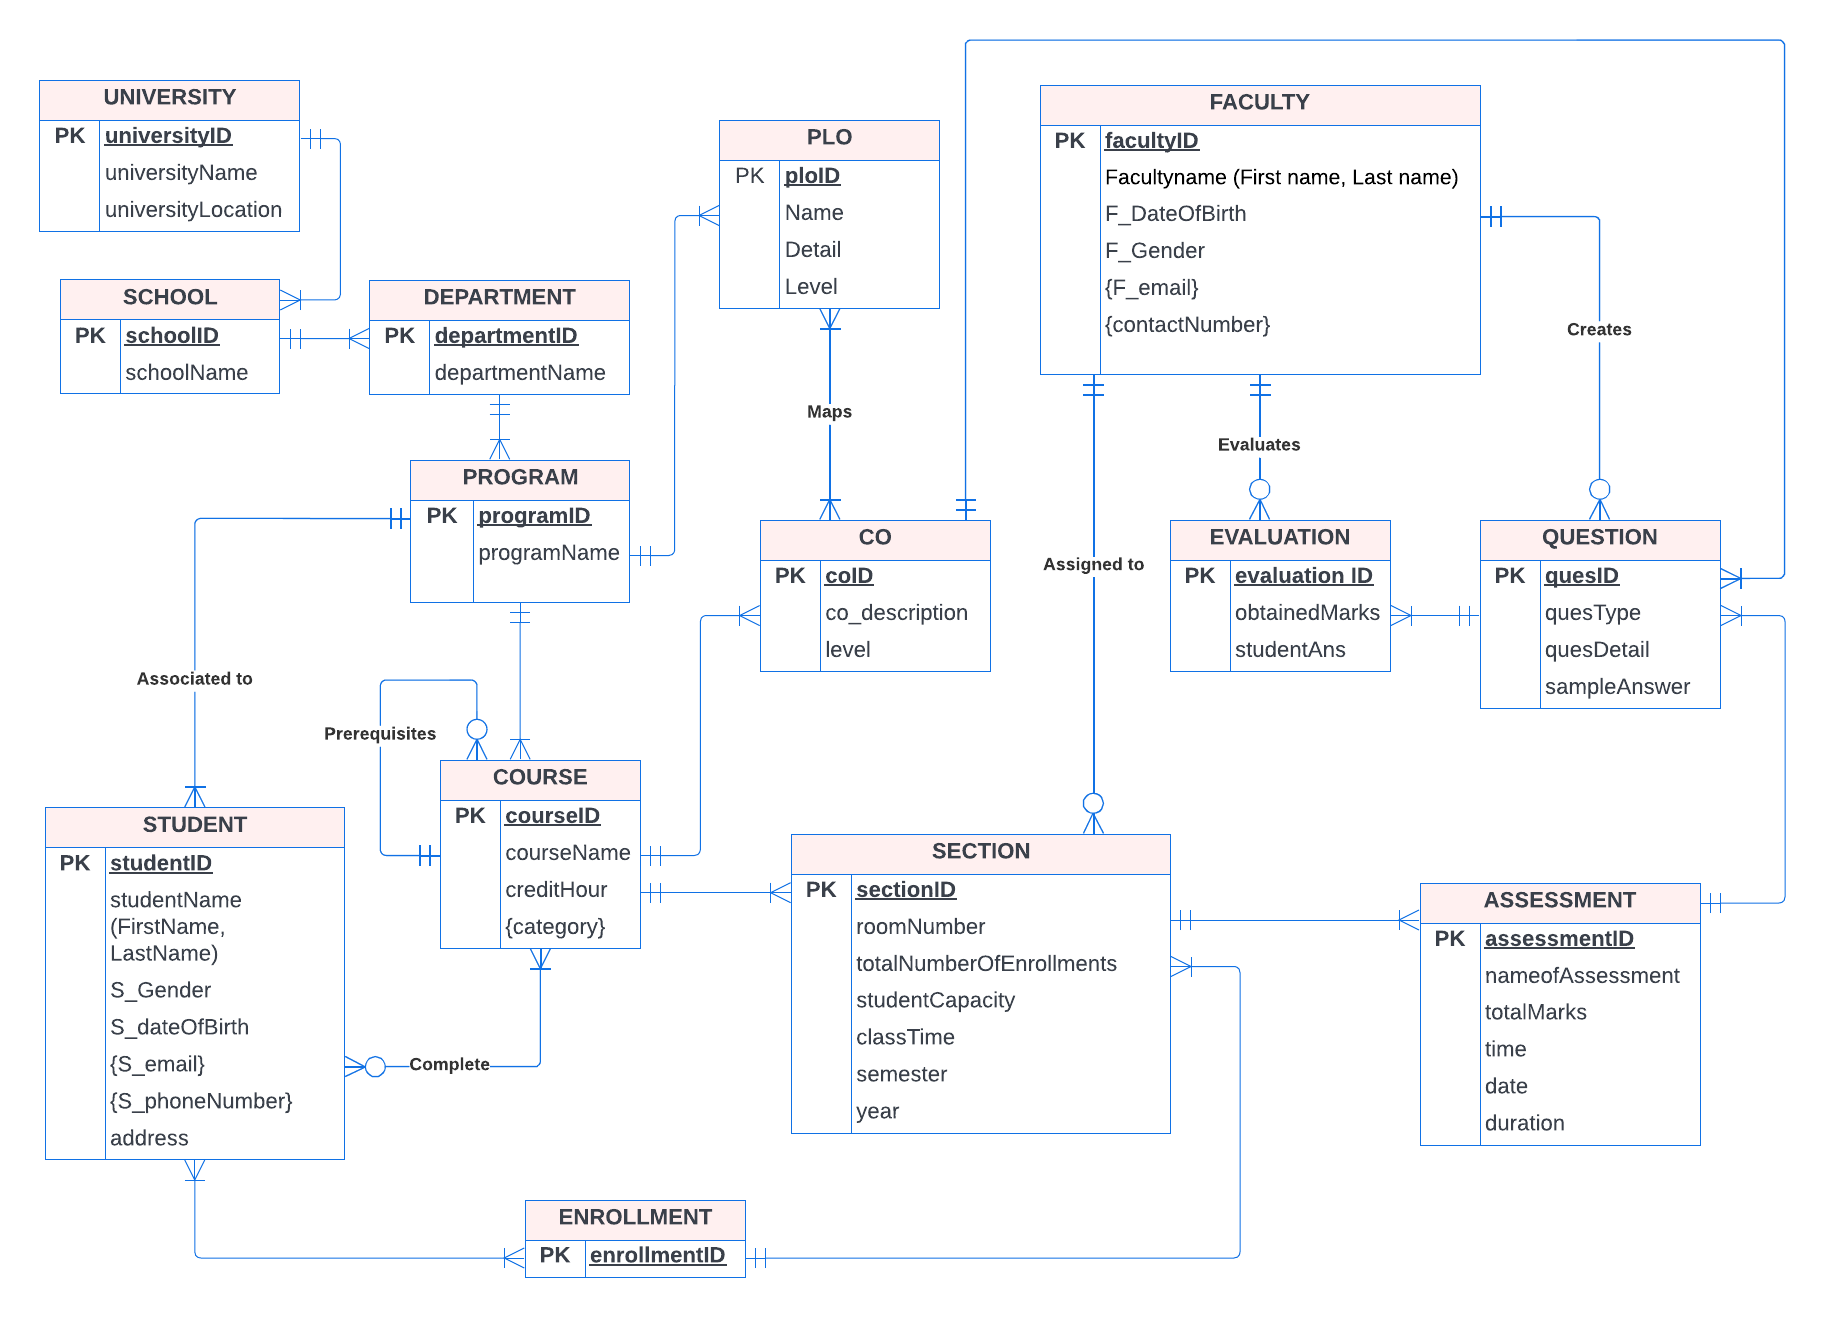 UNIVERSITY
PK universityID
universityName
universityLocation
SCHOOL
PK schoolID
schoolName
DEPARTMENT
PK departmentID
departmentName
PLO
PK ploID
Name
Detail
Level
FACULTY
PK facultyID
Facultyname (First name, Last name)
F_DateOfBirth
F_Gender
{F_email}
{contactNumber}
Creates
Maps
Evaluates
PROGRAM
PK programID
programName
CO
PK coID
co_description
level
Assigned to
EVALUATION
PK evaluation ID
obtainedMarks
studentAns
QUESTION
PK quesID
quesType
quesDetail
sampleAnswer
Associated to
Prerequisites
COURSE
PK courseID
courseName
creditHour
{category}
STUDENT
PK studentID
studentName
(FirstName,
LastName)
S_Gender
S_dateOfBirth
{S_email}
{S_phoneNumber}
address
Complete
SECTION
PK sectionID
roomNumber
totalNumberOfEnrollments
studentCapacity
classTime
semester
year
ASSESSMENT
PK assessmentID
nameofAssessment
totalMarks
time
date
duration
ENROLLMENT
PK enrollmentID